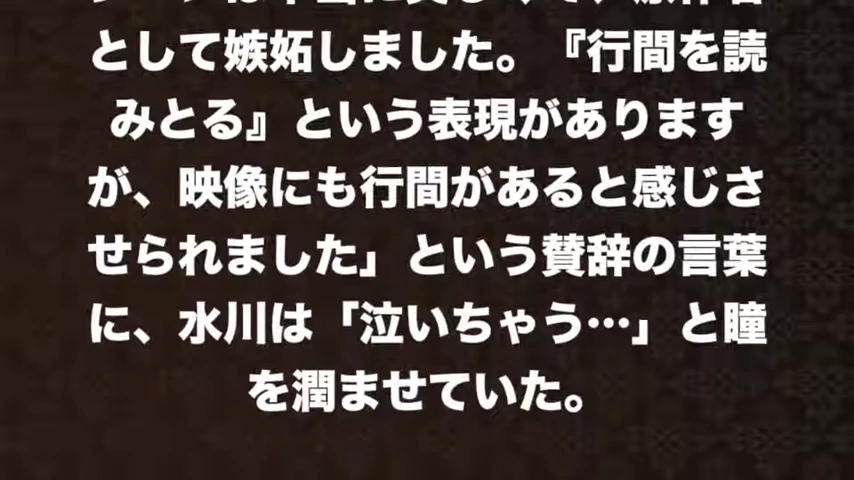 として嫉妬しました。『行間を読
みとる』という表現があります
が、映像にも行間があると感じさ
せられました」という賛辞の言葉
に、水川は「泣いちゃう…」と瞳
を潤ませていた。